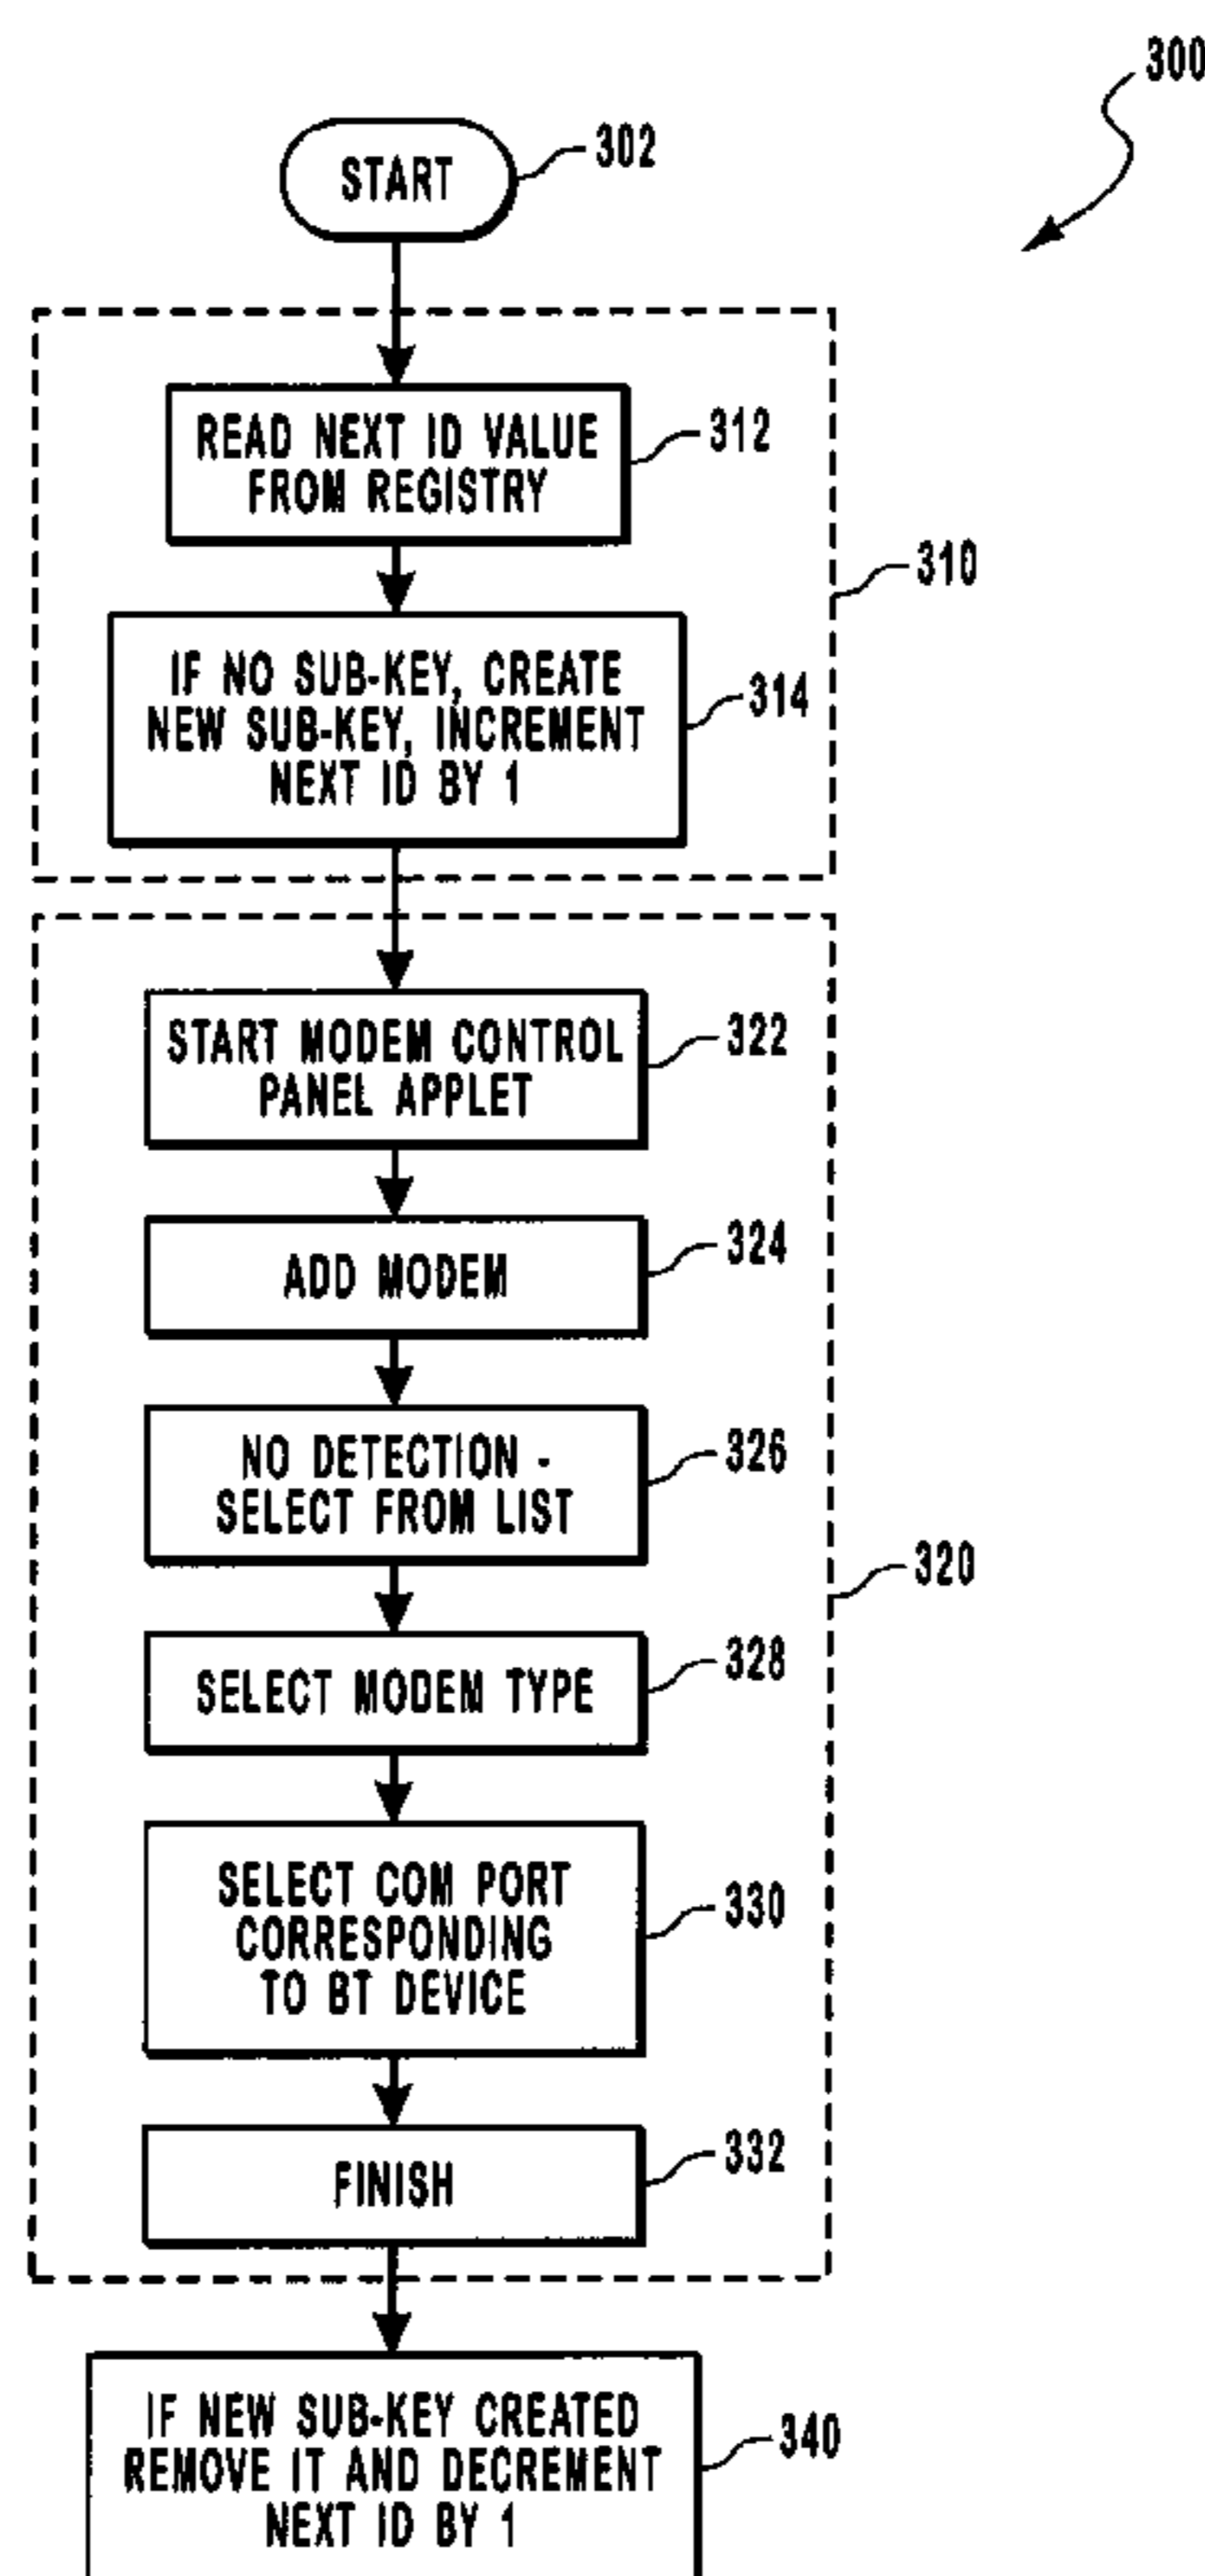 300
START
302
READ NEXT ID VALUE
FROM REGISTRY
312
310
IF NO SUB-KEY, CREATE
NEW SUB-KEY, INCREMENT
NEXT ID BY 1
314
START MODEM CONTROL
PANEL APPLET
322
ADD MODEM
324
NO DETECTION -
SELECT FROM LIST
326
320
SELECT MODEM TYPE
328
SELECT COM PORT
CORRESPONDING
TO BT DEVICE
330
FINISH
332
IF NEW SUB-KEY CREATED
REMOVE IT AND DECREMENT
NEXT ID BY 1
340